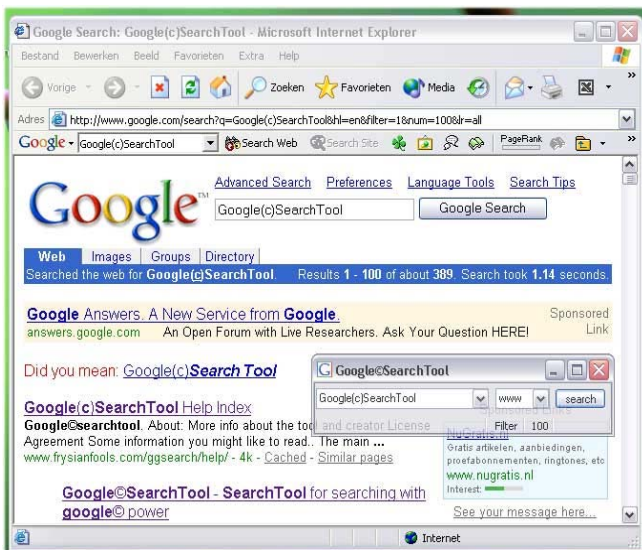 Google Search: Google(c)SearchTool - Microsoft Internet Explorer
Bestand Bewerken Beeld Favorieten Extra Help
Vorige Zoeken Favorieten Media
Adres http://www.google.com/search?q=Google(c)SearchTool&hl=en&filter=1&num=100&lr=all
Google Google(c)SearchTool Search Web Search Site PageRank
Google™
Advanced Search Preferences Language Tools Search Tips
Google(c)SearchTool Google Search
Web Images Groups Directory
Searched the web for Google(c)SearchTool. Results 1 - 100 of about 389. Search took 1.14 seconds.
Google Answers. A New Service from Google. Sponsored
answers.google.com An Open Forum with Live Researchers. Ask Your Question HERE! Link
Did you mean: Google(c)Search Tool
Google(c)SearchTool Help Index
Google©searchtool. About: More info about the tool and creator License
Agreement Some information you might like to read.. The main ...
www.frysianfools.com/ggsearch/help/ - 4k - Cached - Similar pages
Google©SearchTool - SearchTool for searching with
google© power
Google©SearchTool
Google(c)SearchTool www search
Filter 100
Sponsored Links
NuGratis.nl
Gratis artikelen, aanbiedingen,
proefabonnementen, ringtones, etc
www.nugratis.nl
Interest:
See your message here...
Internet